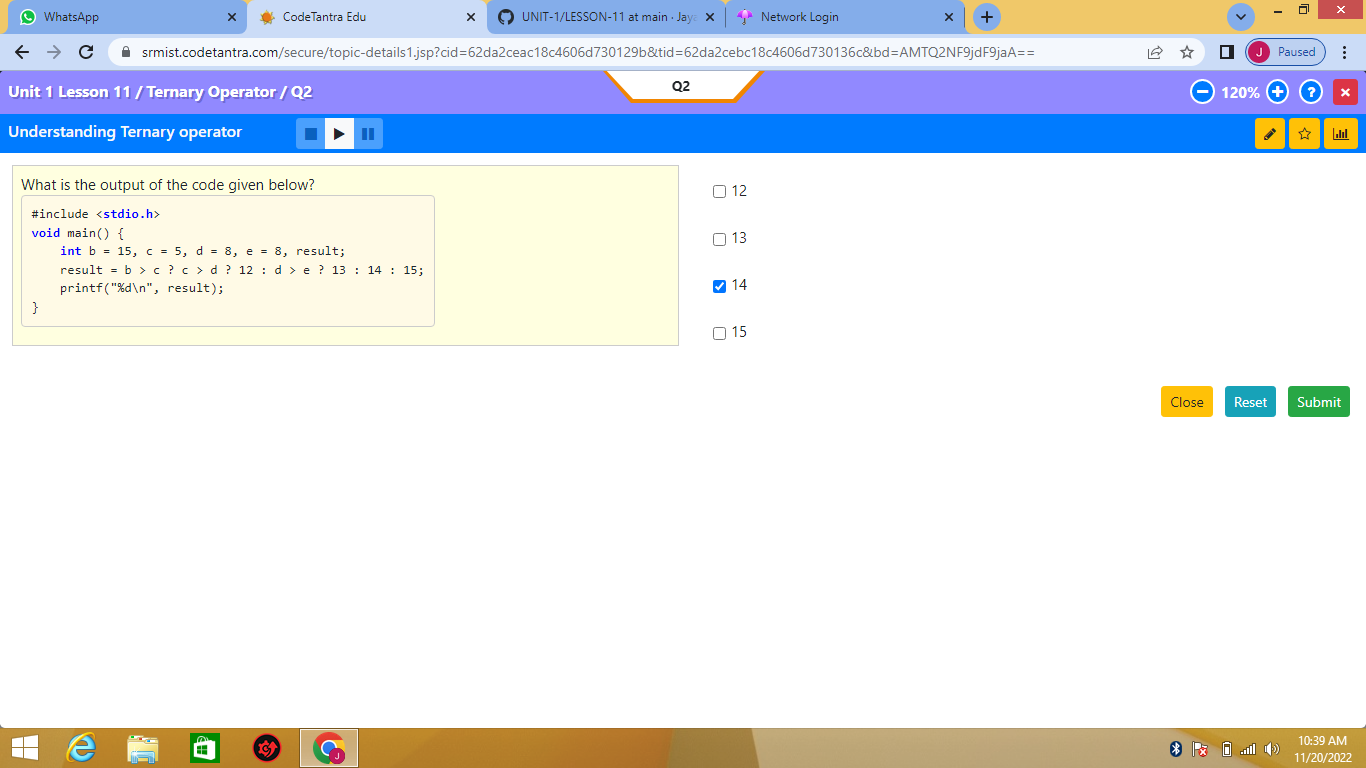 WhatsApp
CodeTantra Edu
UNIT-1/LESSON-11 at main · Jaya
Network Login
srmist.codetantra.com/secure/topic-details1.jsp?cid=62da2ceac18c4606d730129b&tid=62da2cebc18c4606d730136c&bd=AMTQ2NF9jdF9jaA==
J Paused
Unit 1 Lesson 11 / Ternary Operator / Q2
Q2
120%
?
Understanding Ternary operator
What is the output of the code given below?
#include <stdio.h>
void main() {
int b = 15, c = 5, d = 8, e = 8, result;
result = b > c ? c > d ? 12 : d > e ? 13 : 14 : 15;
printf("%d\n", result);
}
12
13
14
15
Close
Reset
Submit
J
10:39 AM
11/20/2022